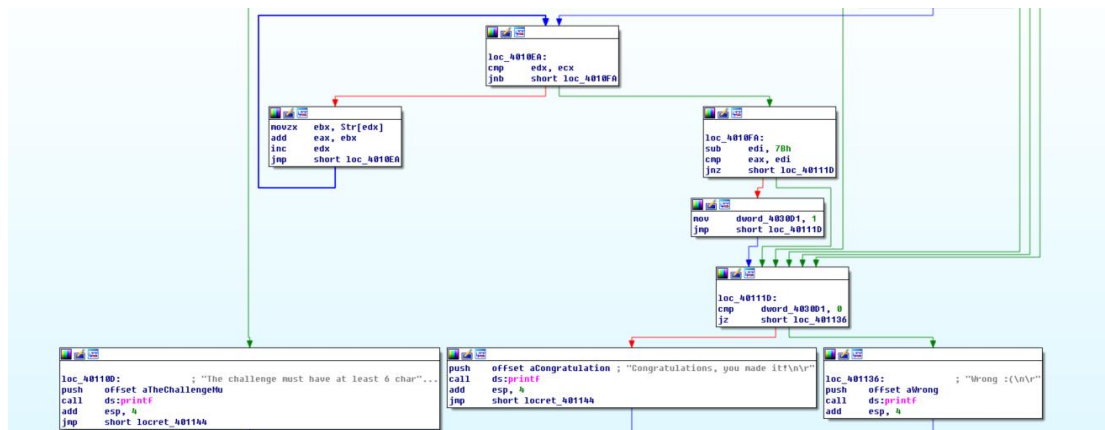 loc_4010EA:
cmp edx, ecx
jnb short loc_4010FA
movzx ebx, Str[edx]
add eax, ebx
inc edx
jmp short loc_4010EA
loc_4010FA:
sub edi, 7Bh
cmp eax, edi
jnz short loc_40111D
mov dword_4030D1, 1
jmp short loc_40111D
loc_40111D:
cmp dword_4030D1, 0
jz short loc_401136
loc_40110D: ; "The challenge must have at least 6 char"...
push offset aTheChallengeMu
call ds:printf
add esp, 4
jmp short locret_401144
push offset aCongratulation ; "Congratulations, you made it!\n\r"
call ds:printf
add esp, 4
jmp short locret_401144
loc_401136: ; "Wrong :(\n\r"
push offset aWrong
call ds:printf
add esp, 4